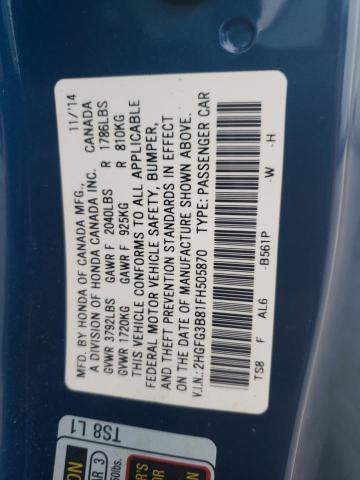 MFD. BY HONDA OF CANADA MFG., 11/'14
A DIVISION OF HONDA CANADA INC. CANADA
GVWR 3792LBS GAWR F 2040LBS R 1786LBS
GVWR 1720KG GAWR F 925KG R 810KG
THIS VEHICLE CONFORMS TO ALL APPLICABLE
FEDERAL MOTOR VEHICLE SAFETY, BUMPER,
AND THEFT PREVENTION STANDARDS IN EFFECT
ON THE DATE OF MANUFACTURE SHOWN ABOVE.
V.I.N.: 2HGFG3B81FH505870 TYPE: PASSENGER CAR
TS8 F AL6 -B561P -W -H
TS8 L1